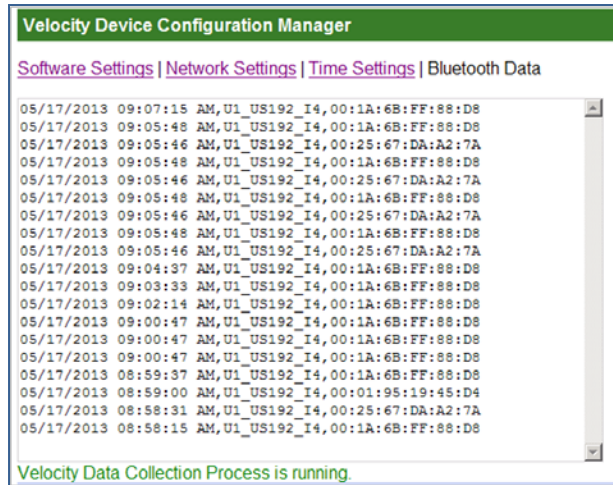 Velocity Device Configuration Manager
Software Settings | Network Settings | Time Settings | Bluetooth Data
05/17/2013 09:07:15 AM,U1_US192_I4,00:1A:6B:FF:88:D8
05/17/2013 09:05:48 AM,U1_US192_I4,00:1A:6B:FF:88:D8
05/17/2013 09:05:46 AM,U1_US192_I4,00:25:67:DA:A2:7A
05/17/2013 09:05:48 AM,U1_US192_I4,00:1A:6B:FF:88:D8
05/17/2013 09:05:46 AM,U1_US192_I4,00:25:67:DA:A2:7A
05/17/2013 09:05:48 AM,U1_US192_I4,00:1A:6B:FF:88:D8
05/17/2013 09:05:46 AM,U1_US192_I4,00:25:67:DA:A2:7A
05/17/2013 09:05:48 AM,U1_US192_I4,00:1A:6B:FF:88:D8
05/17/2013 09:05:46 AM,U1_US192_I4,00:25:67:DA:A2:7A
05/17/2013 09:04:37 AM,U1_US192_I4,00:1A:6B:FF:88:D8
05/17/2013 09:03:33 AM,U1_US192_I4,00:1A:6B:FF:88:D8
05/17/2013 09:02:14 AM,U1_US192_I4,00:1A:6B:FF:88:D8
05/17/2013 09:00:47 AM,U1_US192_I4,00:1A:6B:FF:88:D8
05/17/2013 09:00:47 AM,U1_US192_I4,00:1A:6B:FF:88:D8
05/17/2013 08:59:37 AM,U1_US192_I4,00:1A:6B:FF:88:D8
05/17/2013 08:59:00 AM,U1_US192_I4,00:01:95:19:45:D4
05/17/2013 08:58:31 AM,U1_US192_I4,00:25:67:DA:A2:7A
05/17/2013 08:58:15 AM,U1_US192_I4,00:1A:6B:FF:88:D8
Velocity Data Collection Process is running.